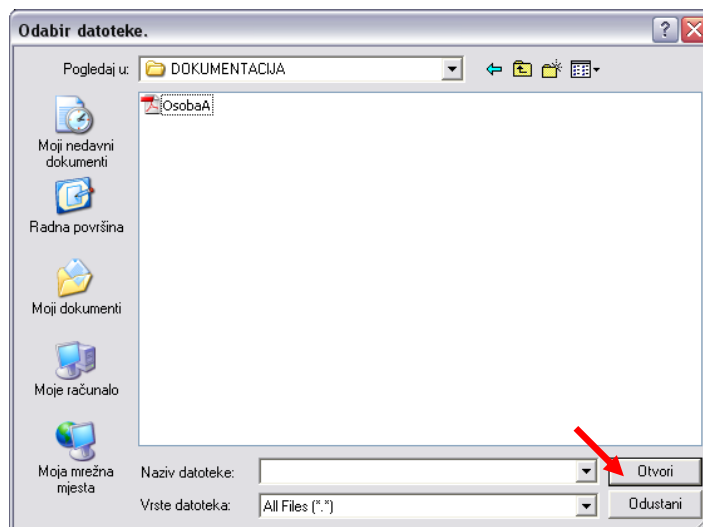 Odabir datoteke.
Pogledaj u:
DOKUMENTACIJA
OsobaA
Moji nedavni
dokumenti
Radna površina
Moji dokumenti
Moje računalo
Moja mrežna
mjesta
Naziv datoteke:
Otvori
Vrste datoteka:
All Files (*.*)
Odustani